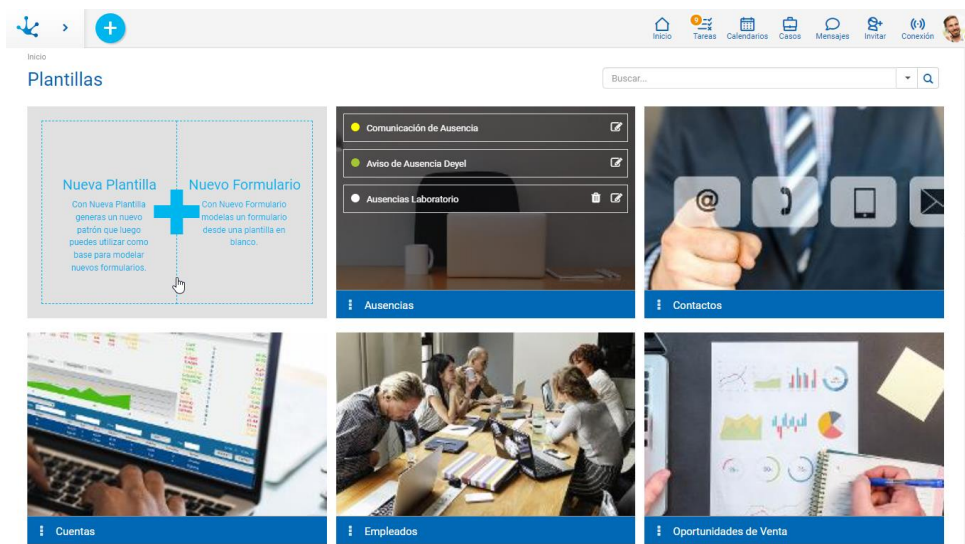 9
Inicio
Tareas
Calendarios
Casos
Mensajes
Invitar
Conexión
Inicio
Plantillas
Buscar...
Nueva Plantilla
Con Nueva Plantilla
generas un nuevo
patrón que luego
puedes utilizar como
base para modelar
nuevos formularios.
Nuevo Formulario
Con Nuevo Formulario
modelas un formulario
desde una plantilla en
blanco.
Comunicación de Ausencia
Aviso de Ausencia Deyel
Ausencias Laboratorio
Ausencias
@
Contactos
Cuentas
Empleados
Oportunidades de Venta